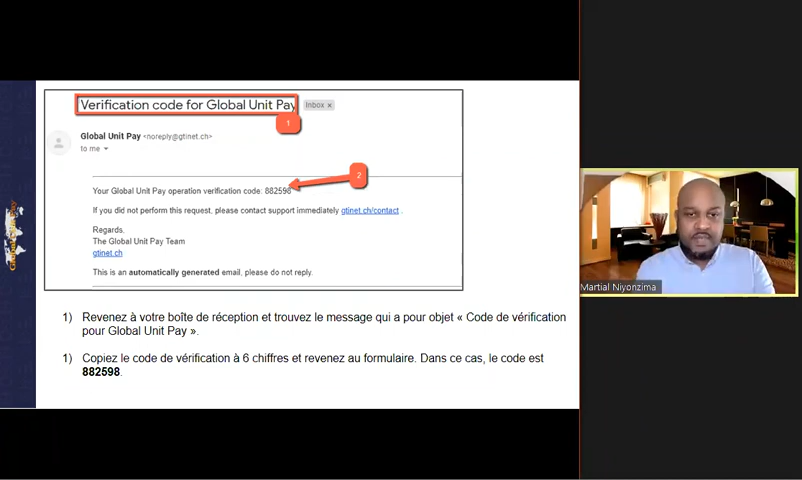 Verification code for Global Unit Pay
Inbox x
1
Global Unit Pay <noreply@gtinet.ch>
to me
2
Your Global Unit Pay operation verification code: 882598
If you did not perform this request, please contact support immediately gtinet.ch/contact .
Regards.
The Global Unit Pay Team
gtinet.ch
This is an automatically generated email, please do not reply.
1) Revenez à votre boîte de réception et trouvez le message qui a pour objet « Code de vérification
pour Global Unit Pay ».
1) Copiez le code de vérification à 6 chiffres et revenez au formulaire. Dans ce cas, le code est
882598.
Martial Niyonzima